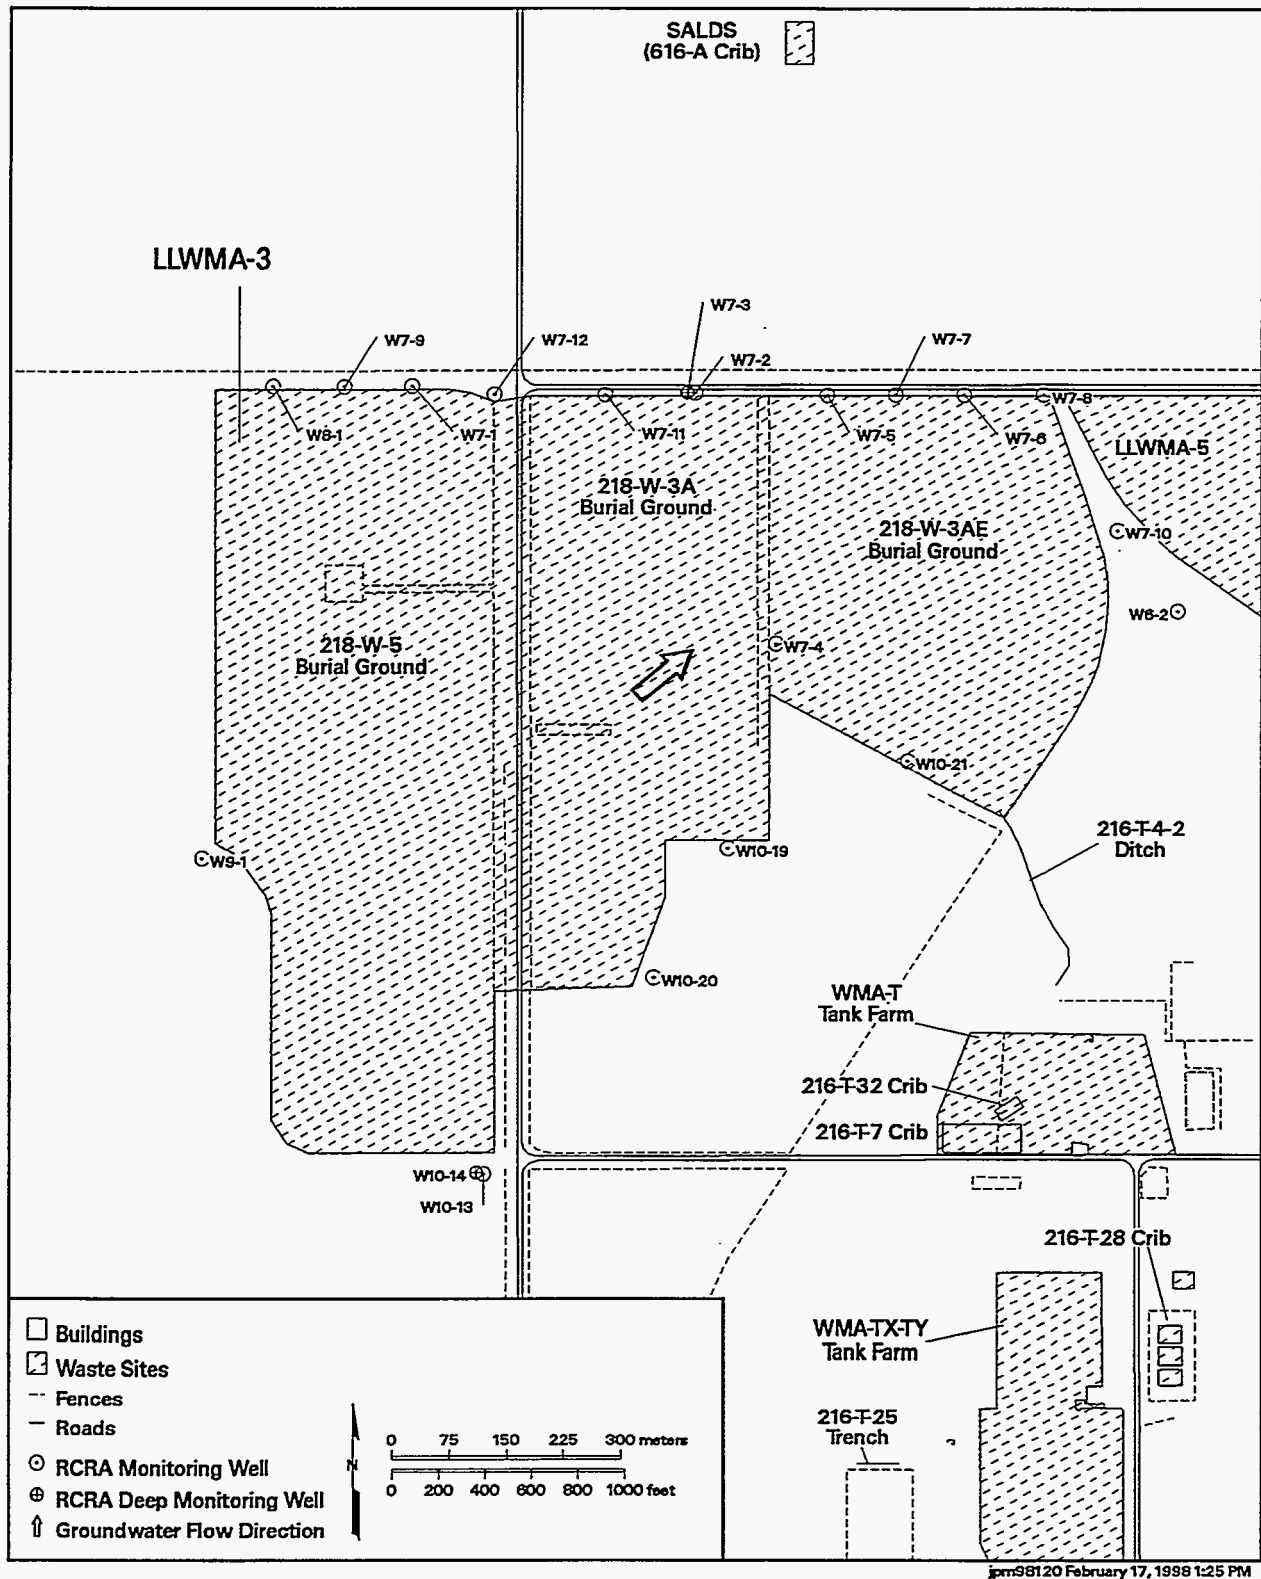 SALDS
(616-A Crib)
LLWMA-3
W7-3
W7-9
W7-12
W7-2
W7-7
W8-1
W7-1
W7-11
W7-5
W7-6
W7-8
LLWMA-5
218-W-3A
Burial Ground
218-W-3AE
Burial Ground
W7-10
W6-2
218-W-5
Burial Ground
W7-4
W10-21
216-T-4-2
Ditch
W9-1
W10-19
W10-20
WMA-T
Tank Farm
216-T-32 Crib
216-T-7 Crib
W10-14
W10-13
216-T-28 Crib
WMA-TX-TY
Tank Farm
216-T-25
Trench
Buildings
Waste Sites
Fences
Roads
RCRA Monitoring Well
RCRA Deep Monitoring Well
Groundwater Flow Direction
N
0 75 150 225 300 meters
0 200 400 600 800 1000 feet
jpm98120 February 17, 1998 1:25 PM